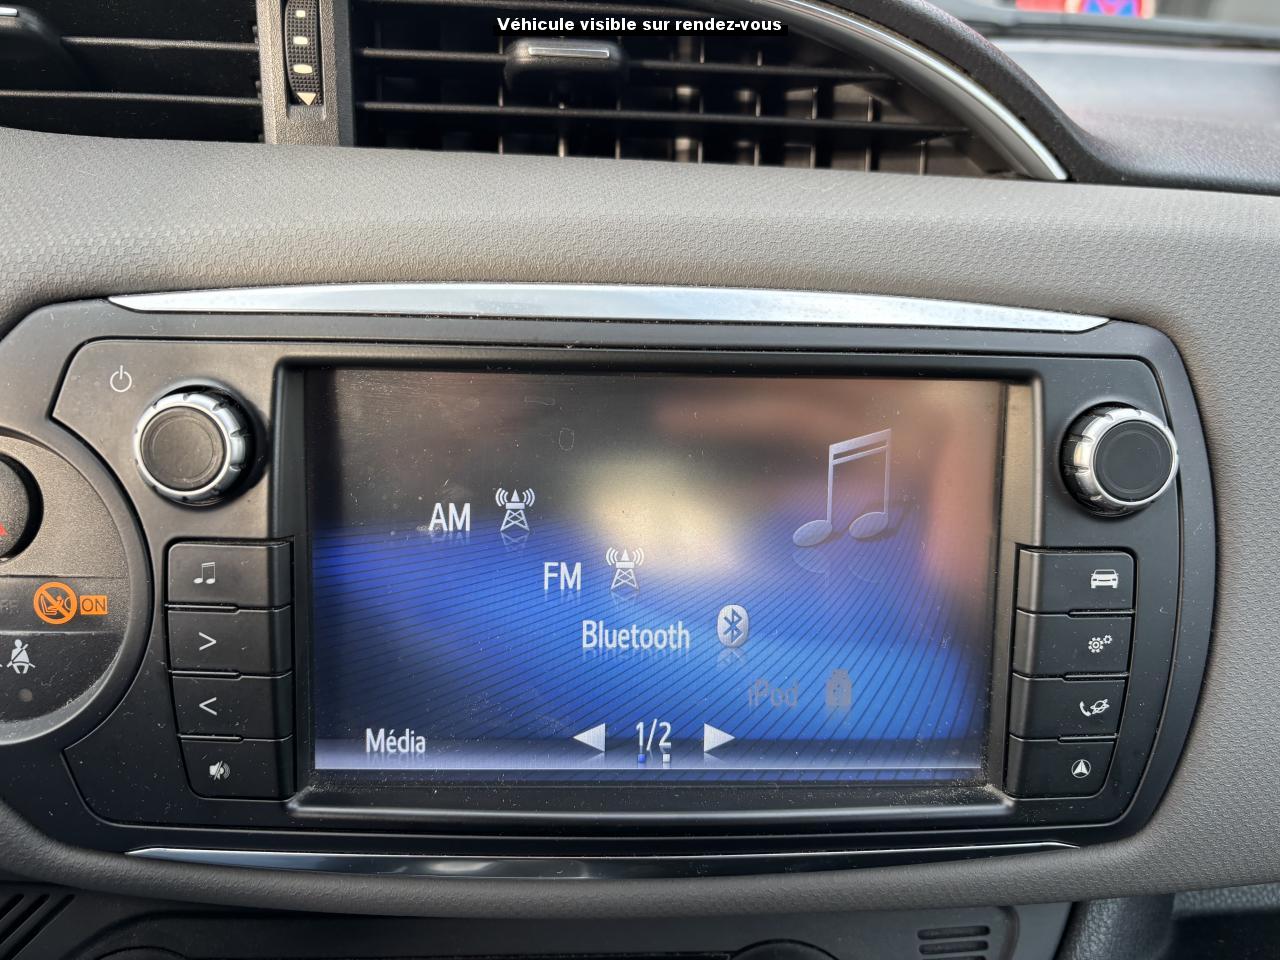 Véhicule visible sur rendez-vous
AM
FM
ON
Bluetooth
iPod
Média
1/2